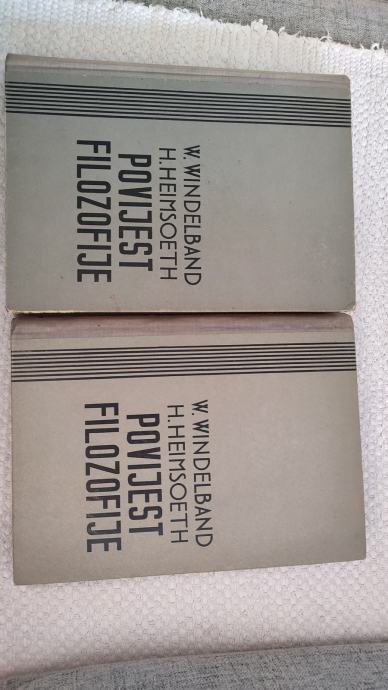 W. WINDELBAND
H. HEIMSOETH
POVIJEST
FILOZOFIJE
W. WINDELBAND
H. HEIMSOETH
POVIJEST
FILOZOFIJE